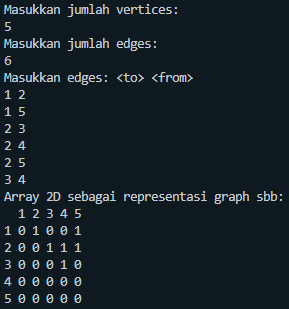 Masukkan jumlah vertices:
5
Masukkan jumlah edges:
6
Masukkan edges: <to> <from>
1 2
1 5
2 3
2 4
2 5
3 4
Array 2D sebagai representasi graph sbb:
  1 2 3 4 5
1 0 1 0 0 1
2 0 0 1 1 1
3 0 0 0 1 0
4 0 0 0 0 0
5 0 0 0 0 0